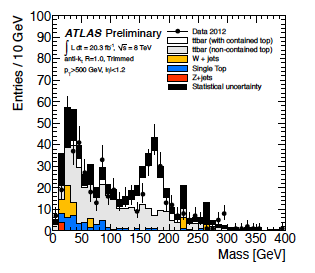 Entries / 10 GeV
100
90
80
70
60
50
40
30
20
10
0
ATLAS Preliminary
∫ L dt = 20.3 fb⁻¹, √s = 8 TeV
anti-kₜ R=1.0, Trimmed
pₜ>500 GeV, |η|<1.2
Data 2012
ttbar (with contained top)
ttbar (non-contained top)
W + jets
Single Top
Z+jets
Statistical uncertainty
0 50 100 150 200 250 300 350 400
Mass [GeV]